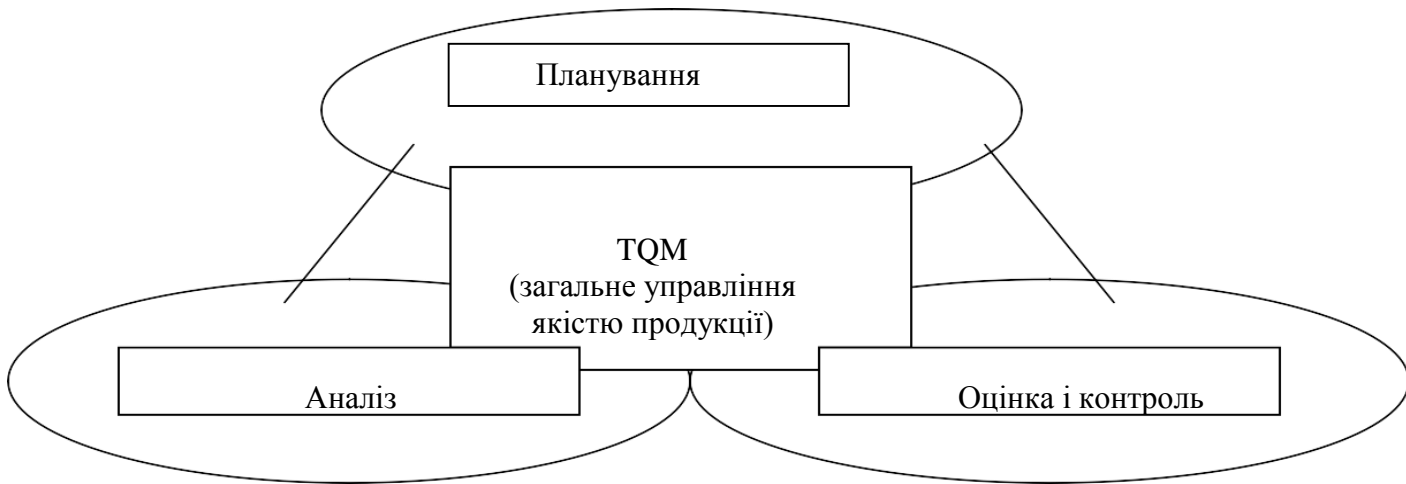 Планування
TQM
(загальне управління
якістю продукції)
Аналіз
Оцінка і контроль